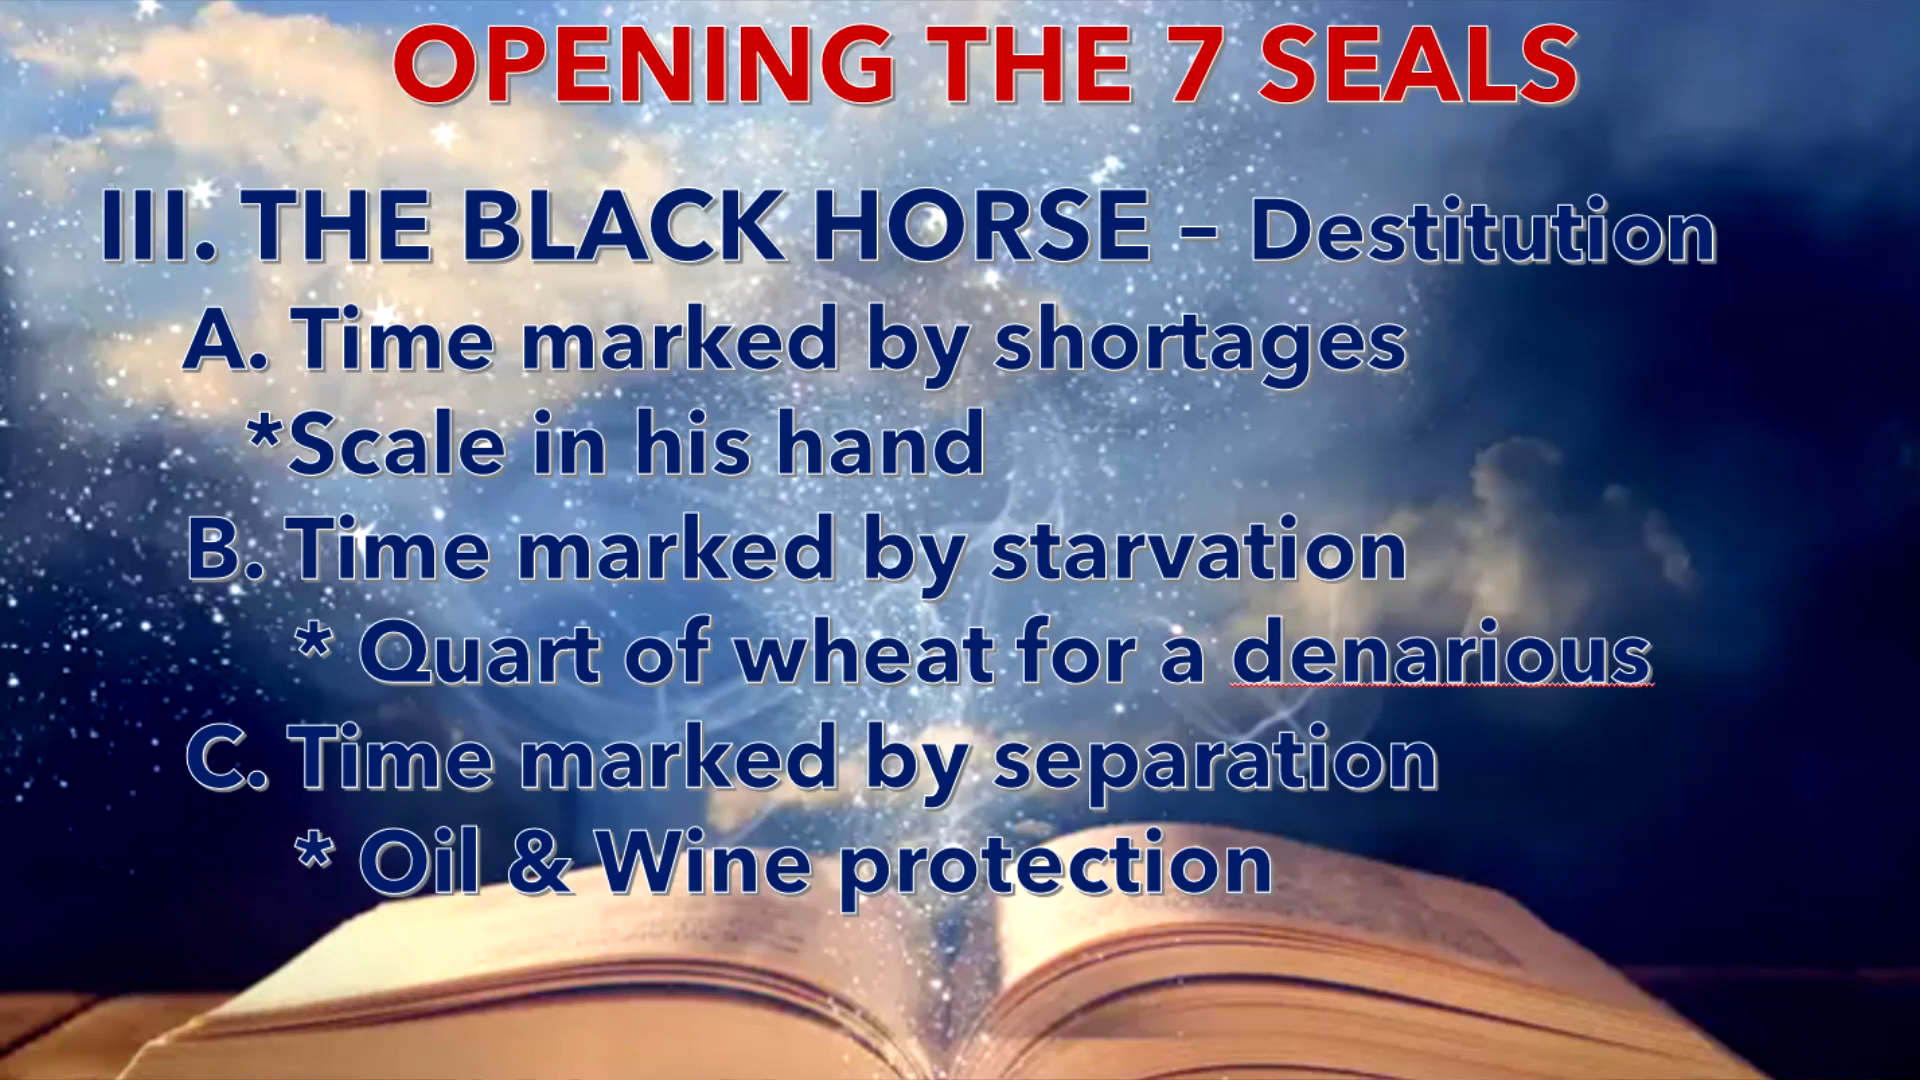 OPENING THE 7 SEALS
III. THE BLACK HORSE – Destitution
A. Time marked by shortages
*Scale in his hand
B. Time marked by starvation
* Quart of wheat for a denarious
C. Time marked by separation
* Oil & Wine protection